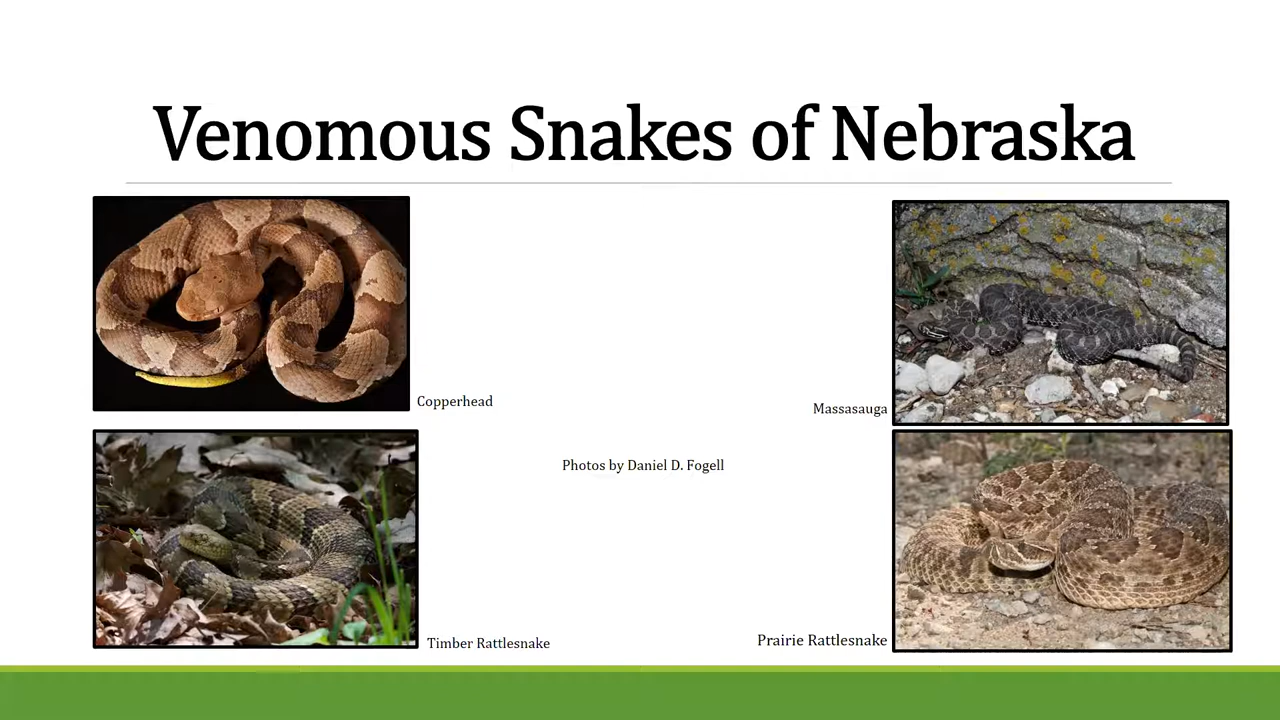 Venomous Snakes of Nebraska
Copperhead
Massasauga
Photos by Daniel D. Fogell
Timber Rattlesnake
Prairie Rattlesnake